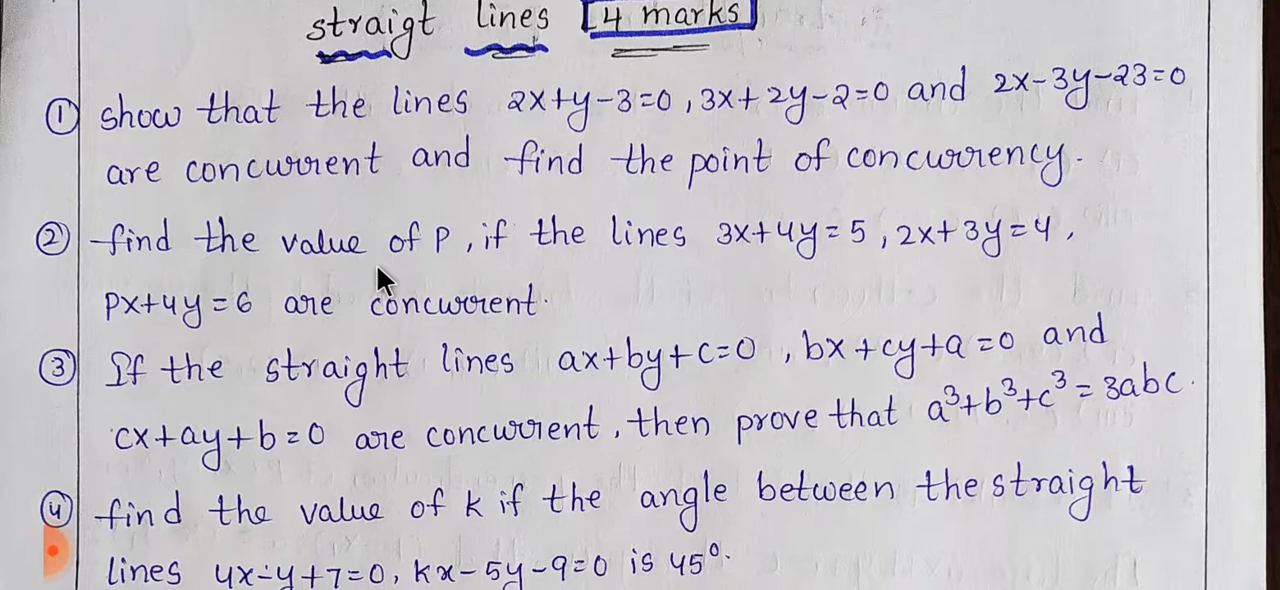 straigt lines [4 marks]
① show that the lines 2x+y-3=0, 3x+2y-2=0 and 2x-3y-23=0
are concurrent and find the point of concurrency.
② find the value of P, if the lines 3x+4y=5, 2x+3y=4,
px+4y=6 are concurrent.
③ If the straight lines ax+by+c=0, bx+cy+a=0 and
cx+ay+b=0 are concurrent, then prove that a³+b³+c³=3abc.
④ find the value of k if the angle between the straight
lines 4x-y+7=0, kx-5y-9=0 is 45°.